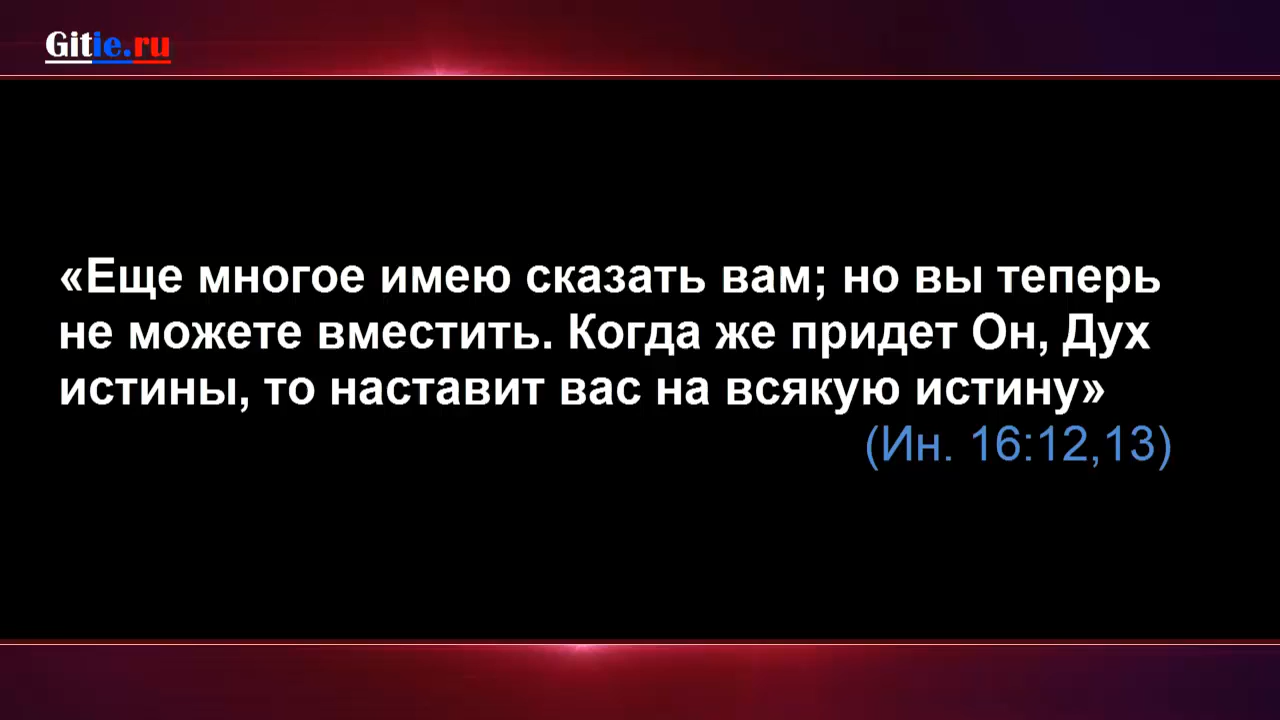 Gitie.ru
«Еще многое имею сказать вам; но вы теперь
не можете вместить. Когда же придет Он, Дух
истины, то наставит вас на всякую истину»
(Ин. 16:12,13)